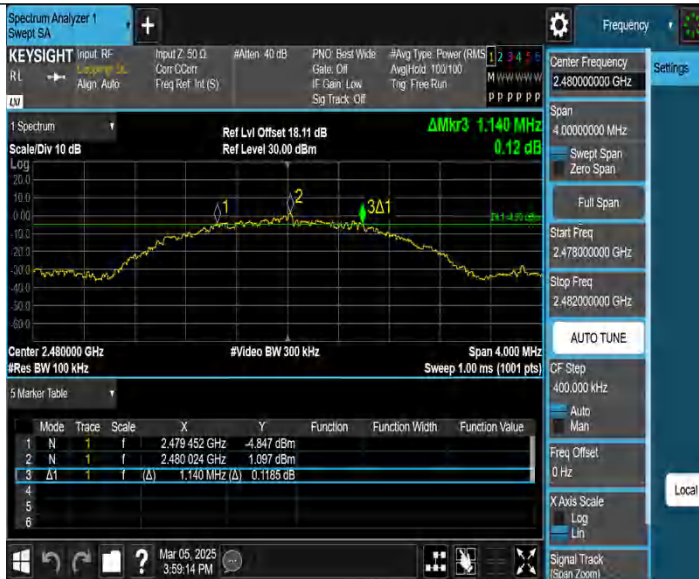 Spectrum Analyzer 1
Swept SA
+
Frequency
KEYSIGHT Input: RF Input Z: 50 Ω #Atten: 40 dB PNO: Best Wide #Avg Type: Power (RMS 1 2 3 4 5 6
RL Align: Auto Corr CCorr Freq Ref: Int (S) Gate: Off IF Gain: Low Sig Track: Off Avg|Hold: 100/100 Trig: Free Run M W W W W W
P P P P P P
Center Frequency
2.480000000 GHz
Settings
Span
4.00000000 MHz
Swept Span
Zero Span
Full Span
Start Freq
2.478000000 GHz
Stop Freq
2.482000000 GHz
AUTO TUNE
CF Step
400.000 kHz
Auto
Man
Freq Offset
0 Hz
X Axis Scale
Log
Lin
Signal Track
(Span Zoom)
Local
1 Spectrum
Scale/Div 10 dB
Ref Lvl Offset 18.11 dB
Ref Level 30.00 dBm
ΔMkr3 1.140 MHz
0.12 dB
Log
20.0
10.0
0.00
-10.0
-20.0
-30.0
-40.0
-50.0
-60.0
1
2
3Δ1
Center 2.480000 GHz #Video BW 300 kHz Span 4.000 MHz
#Res BW 100 kHz Sweep 1.00 ms (1001 pts)
5 Marker Table
Mode Trace Scale X Y Function Function Width Function Value
1 N 1 f 2.479 452 GHz -4.847 dBm
2 N 1 f 2.480 024 GHz 1.097 dBm
3 Δ1 1 f (Δ) 1.140 MHz (Δ) 0.1185 dB
4
5
6
?
Mar 05, 2025
3:59:14 PM